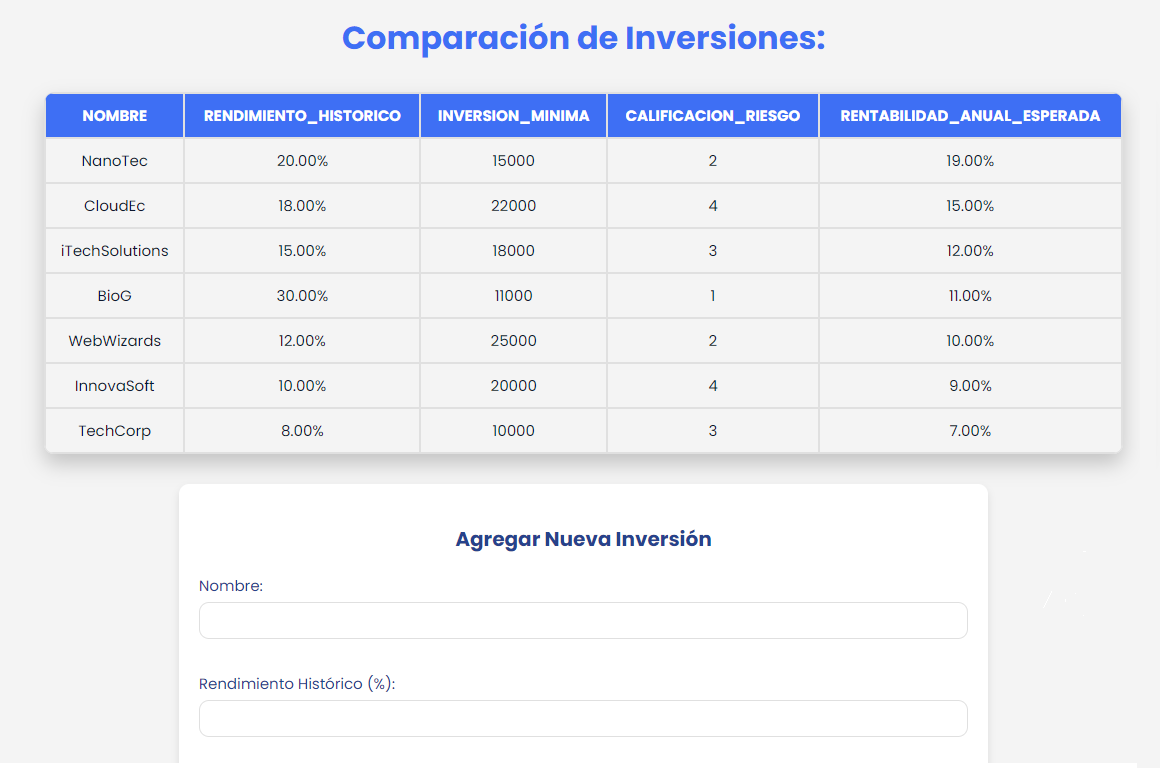 Comparación de Inversiones:
NOMBRE RENDIMIENTO_HISTORICO INVERSION_MINIMA CALIFICACION_RIESGO RENTABILIDAD_ANUAL_ESPERADA
NanoTec 20.00% 15000 2 19.00%
CloudEc 18.00% 22000 4 15.00%
iTechSolutions 15.00% 18000 3 12.00%
BioG 30.00% 11000 1 11.00%
WebWizards 12.00% 25000 2 10.00%
InnovaSoft 10.00% 20000 4 9.00%
TechCorp 8.00% 10000 3 7.00%
Agregar Nueva Inversión
Nombre:
Rendimiento Histórico (%):